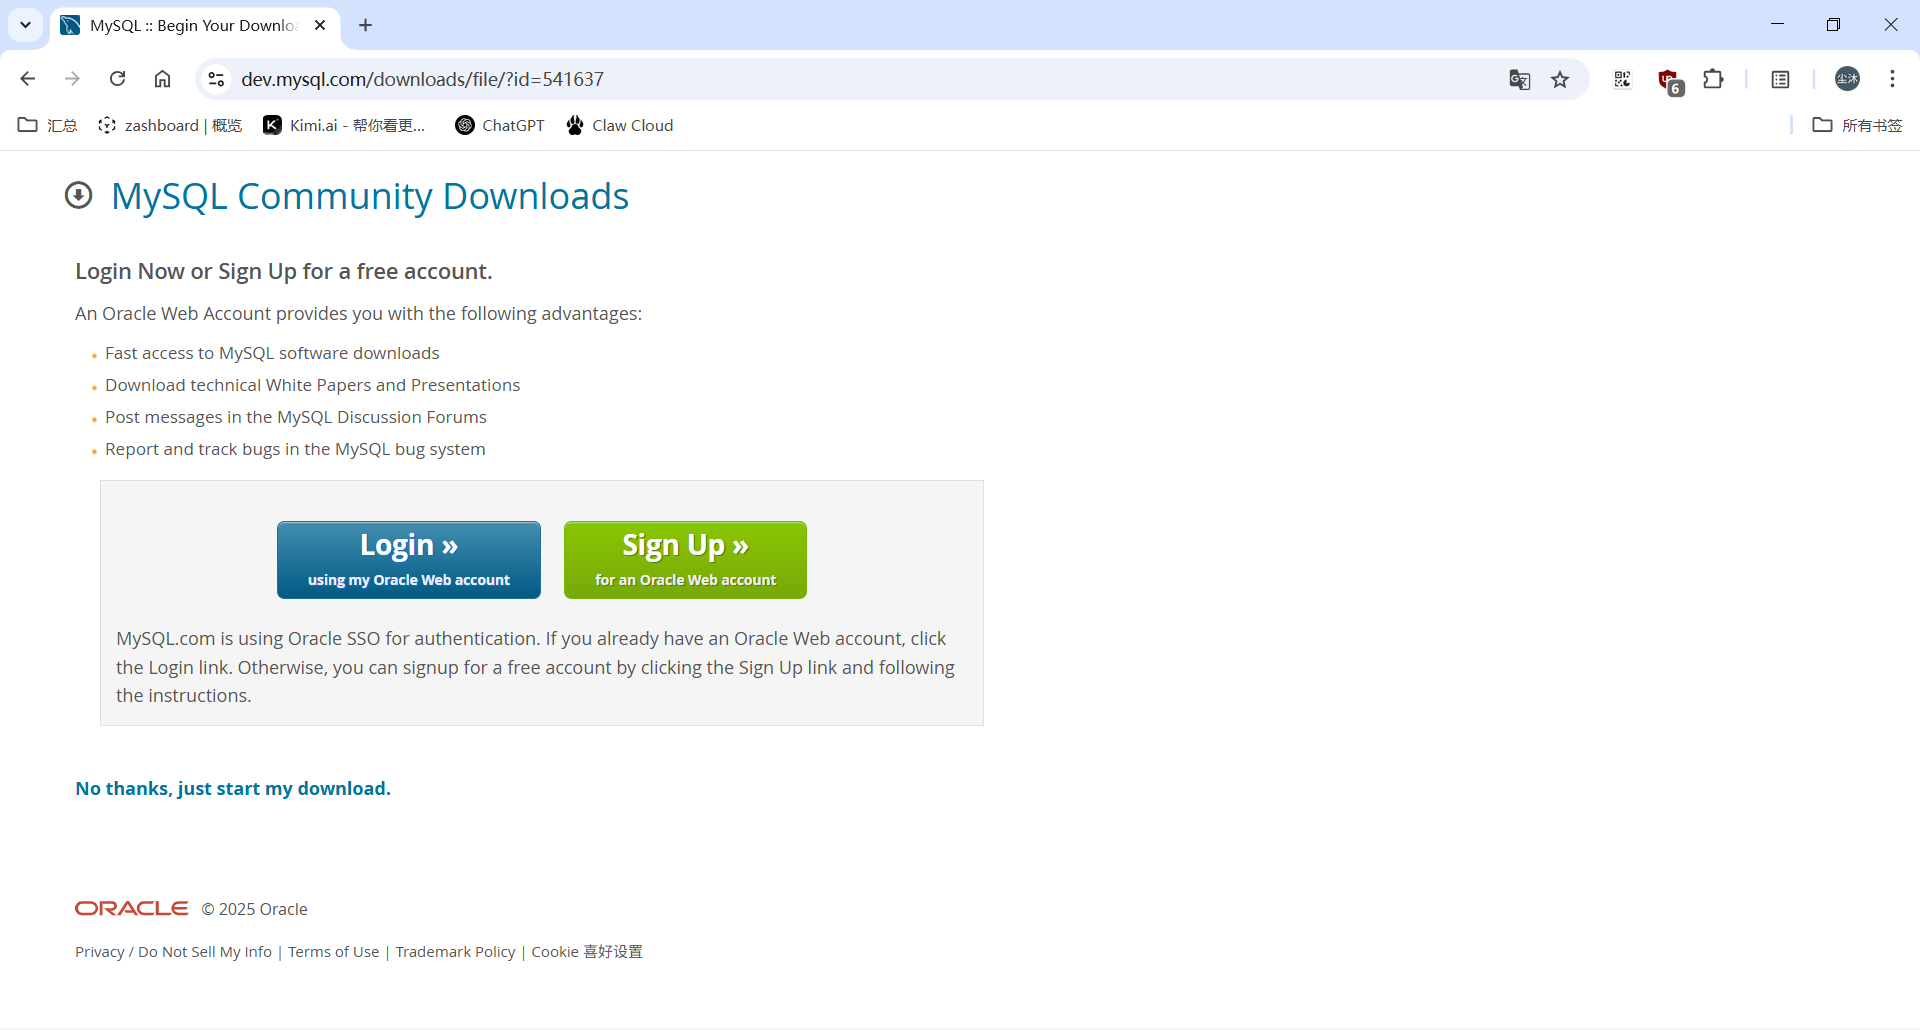 MySQL :: Begin Your Downlo
dev.mysql.com/downloads/file/?id=541637
6
尘沐
汇总
zashboard | 概览
Kimi.ai - 帮你看更...
ChatGPT
Claw Cloud
所有书签
MySQL Community Downloads
Login Now or Sign Up for a free account.
An Oracle Web Account provides you with the following advantages:
Fast access to MySQL software downloads
Download technical White Papers and Presentations
Post messages in the MySQL Discussion Forums
Report and track bugs in the MySQL bug system
Login »
using my Oracle Web account
Sign Up »
for an Oracle Web account
MySQL.com is using Oracle SSO for authentication. If you already have an Oracle Web account, click
the Login link. Otherwise, you can signup for a free account by clicking the Sign Up link and following
the instructions.
No thanks, just start my download.
ORACLE © 2025 Oracle
Privacy / Do Not Sell My Info | Terms of Use | Trademark Policy | Cookie 喜好设置